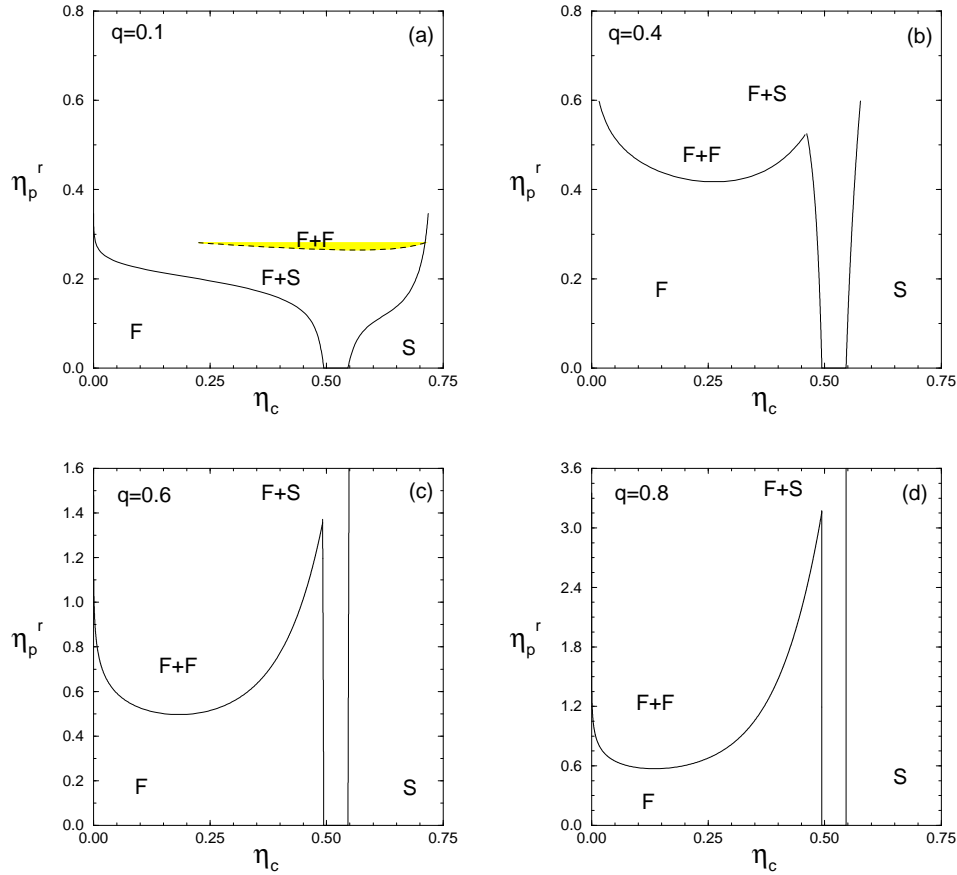 q=0.1
(a)
0.8
0.6
0.4
0.2
0.0
η_p^r
F+F
F+S
F
S
0.00 0.25 0.50 0.75
η_c
q=0.4
(b)
0.8
0.6
0.4
0.2
0.0
η_p^r
F+S
F+F
F
S
0.00 0.25 0.50 0.75
η_c
q=0.6
(c)
1.6
1.4
1.2
1.0
0.8
0.6
0.4
0.2
0.0
η_p^r
F+S
F+F
F
S
0.00 0.25 0.50 0.75
η_c
q=0.8
(d)
3.6
3.0
2.4
1.8
1.2
0.6
0.0
η_p^r
F+S
F+F
F
S
0.00 0.25 0.50 0.75
η_c